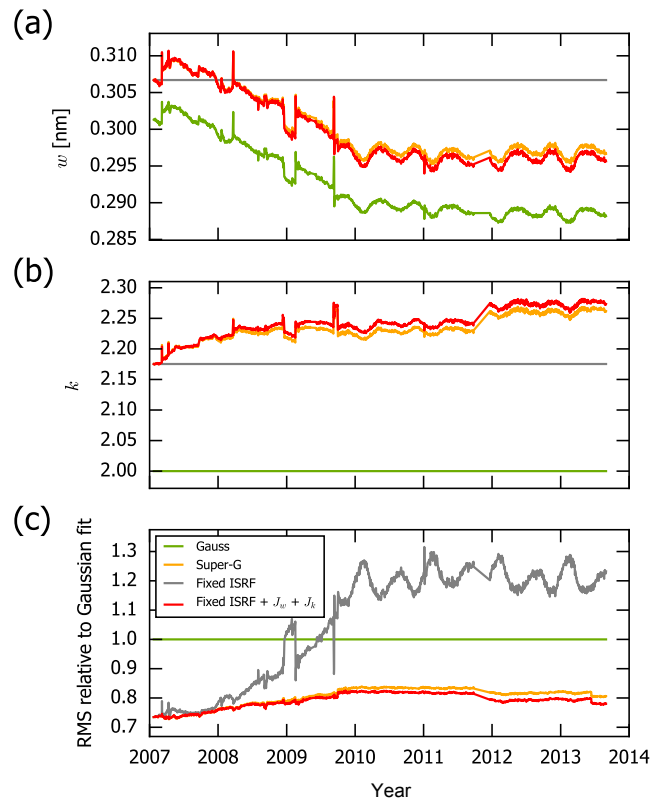 (a)
0.310
0.305
0.300
0.295
0.290
0.285
w [nm]
(b)
2.30
2.25
2.20
2.15
2.10
2.05
2.00
k
(c)
1.3
1.2
1.1
1.0
0.9
0.8
0.7
RMS relative to Gaussian fit
Gauss
Super-G
Fixed ISRF
Fixed ISRF + J_w + J_k
2007 2008 2009 2010 2011 2012 2013 2014
Year